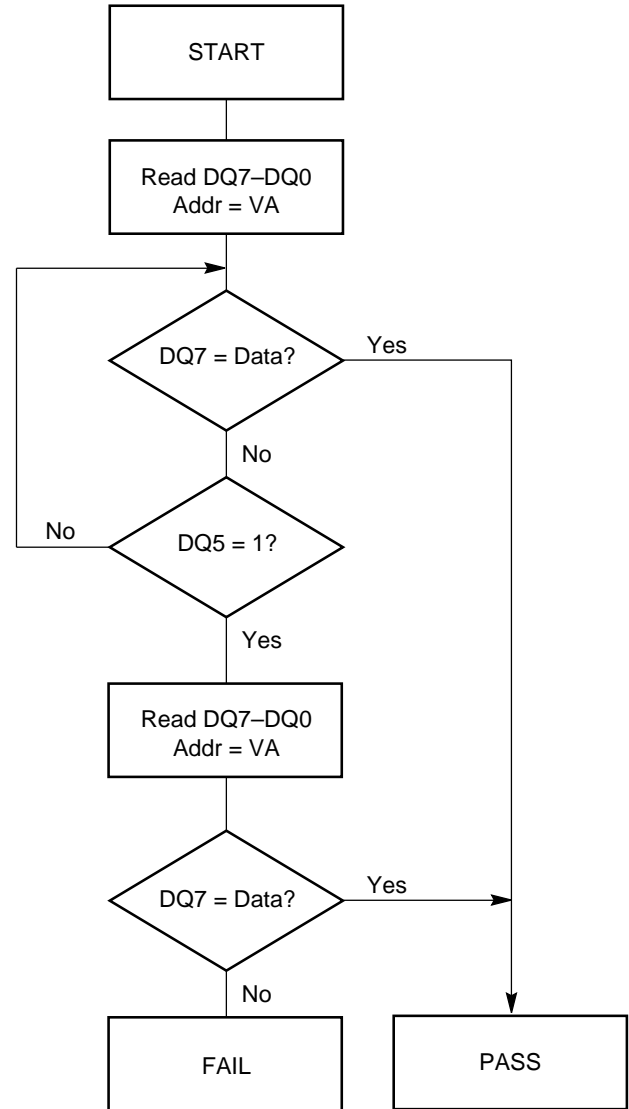 START
Read DQ7–DQ0
Addr = VA
DQ7 = Data?
Yes
No
No
DQ5 = 1?
Yes
Read DQ7–DQ0
Addr = VA
DQ7 = Data?
Yes
No
FAIL
PASS